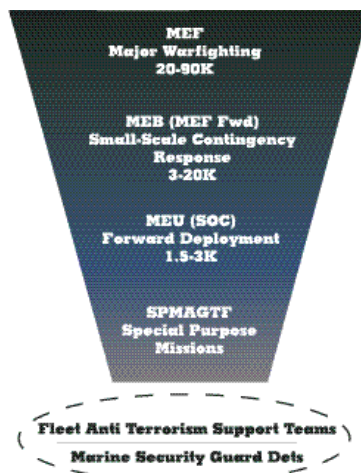 MEF
Major Warfighting
20-90K
MEB (MEF Fwd)
Small-Scale Contingency
Response
3-20K
MEU (SOC)
Forward Deployment
1.5-3K
SPMAGTF
Special Purpose
Missions
Fleet Anti Terrorism Support Teams
Marine Security Guard Dets